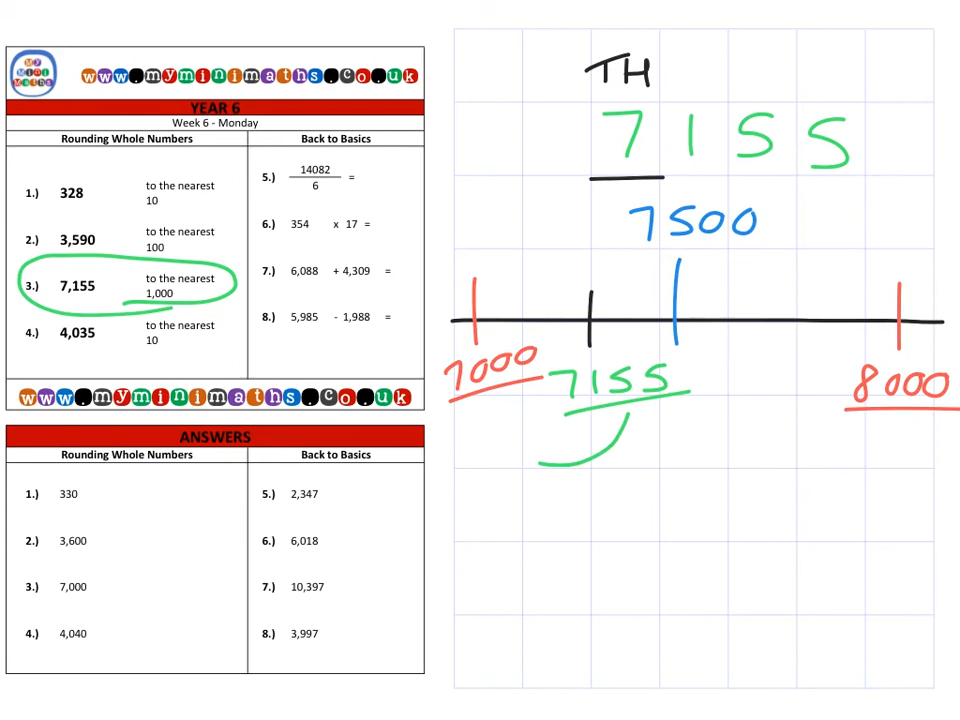 My
Mini
Maths
www.myminimaths.co.uk
YEAR 6
Week 6 - Monday
Rounding Whole Numbers
Back to Basics
1.) 328 to the nearest 10
2.) 3,590 to the nearest 100
3.) 7,155 to the nearest 1,000
4.) 4,035 to the nearest 10
5.) 14082
6 =
6.) 354 x 17 =
7.) 6,088 + 4,309 =
8.) 5,985 - 1,988 =
www.myminimaths.co.uk
ANSWERS
Rounding Whole Numbers
Back to Basics
1.) 330
2.) 3,600
3.) 7,000
4.) 4,040
5.) 2,347
6.) 6,018
7.) 10,397
8.) 3,997
TH
7155
7500
7000 7155 8000